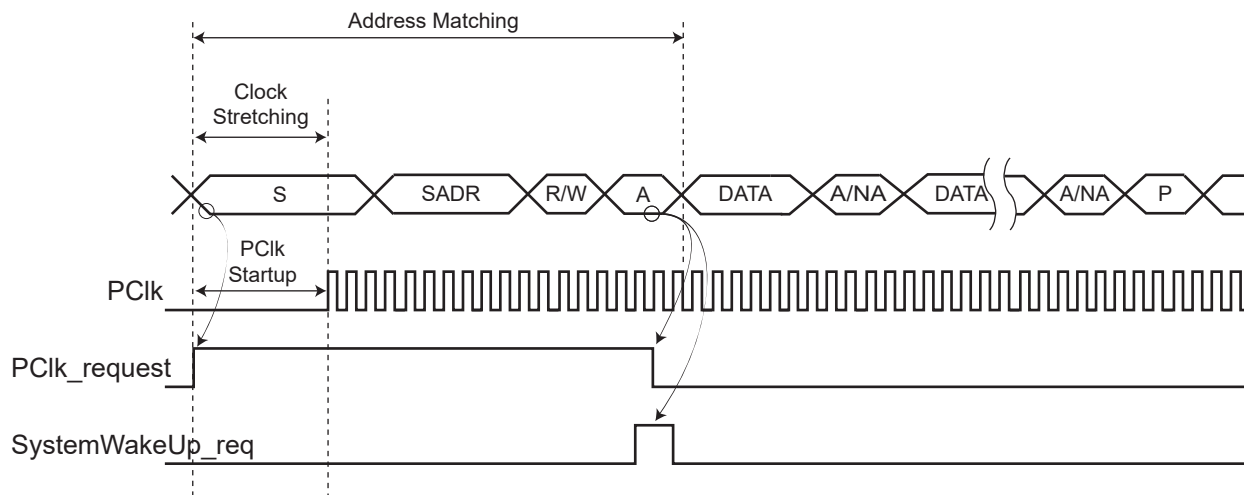 Address Matching
Clock
Stretching
S SADR R/W A DATA A/NA DATA A/NA P
PClk
Startup
PClk
PClk_request
SystemWakeUp_req